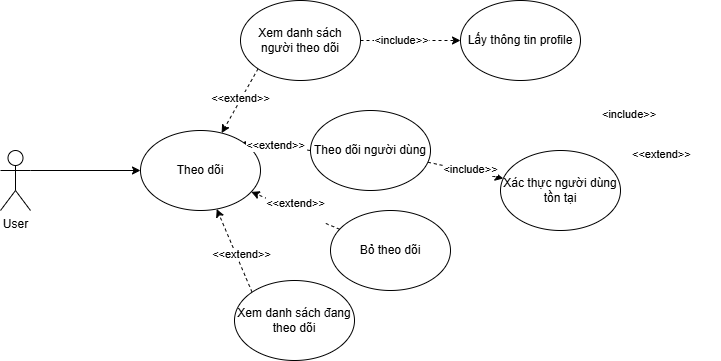 Xem danh sách
người theo dõi
<include>>
Lấy thông tin profile
<<extend>>
<include>>
<<extend>>
Theo dõi người dùng
<<extend>>
Theo dõi
<include>>
Xác thực người dùng
tồn tại
<<extend>>
User
Bỏ theo dõi
<<extend>>
Xem danh sách đang
theo dõi